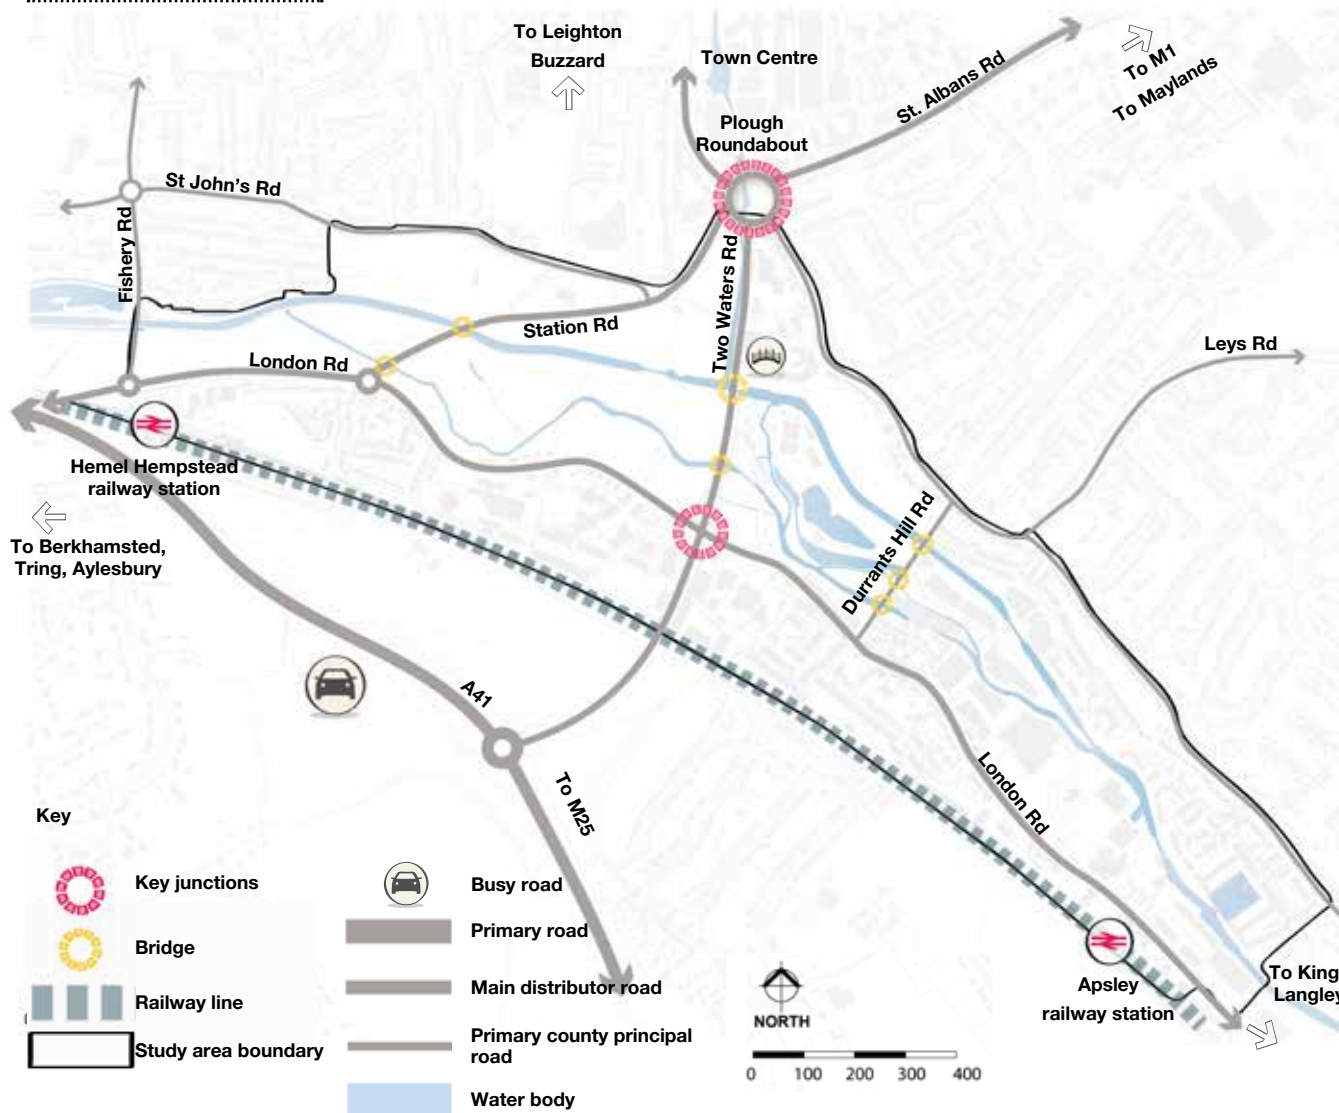 To Leighton
Buzzard
Town Centre
St. Albans Rd
To M1
To Maylands
Plough
Roundabout
St John's Rd
Fishery Rd
Two Waters Rd
Station Rd
London Rd
Leys Rd
Hemel Hempstead
railway station
Durrants Hill Rd
To Berkhamsted,
Tring, Aylesbury
A41
To M25
London Rd
Apsley
railway station
To King
Langley
Key
Key junctions
Bridge
Railway line
Study area boundary
Busy road
Primary road
Main distributor road
Primary county principal
road
Water body
NORTH
0 100 200 300 400